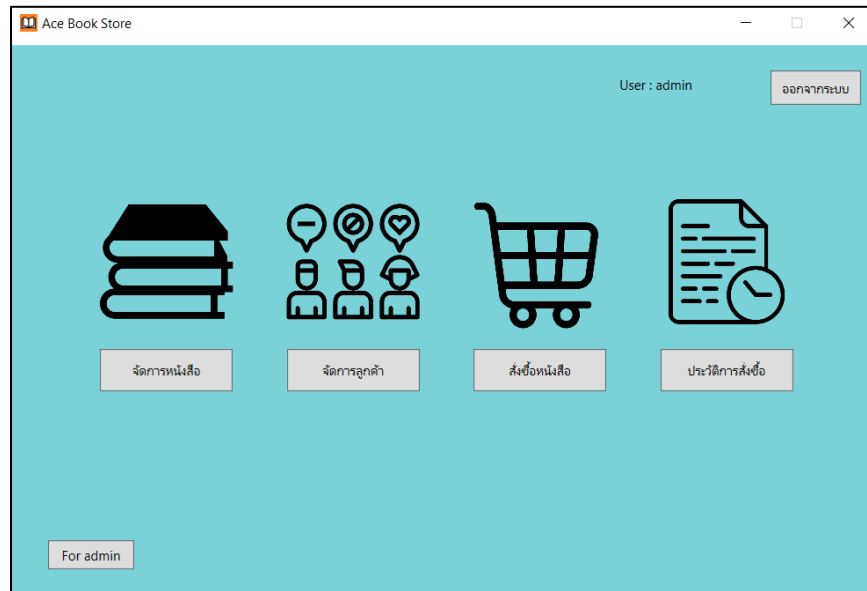 Ace Book Store
User : admin
ออกจากระบบ
จัดการหนังสือ
จัดการลูกค้า
สั่งซื้อหนังสือ
ประวัติการสั่งซื้อ
For admin